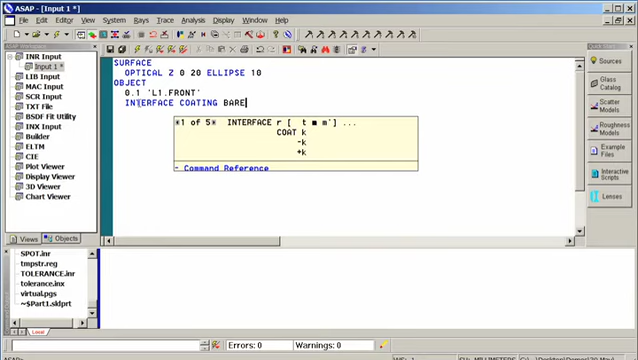 ASAP - [ Input 1 * ]
File Edit Editor View Rays Trace Analysis Display System Tools Window Help
ASAP Workspace
INR Input
Input 1 *
LIB Input
MAC Input
SCR Input
TXT File
BSDF Fit Utility
INX Input
Builder
ELTM
CIE
Plot Viewer
Display Viewer
3D Viewer
Chart Viewer
Views Objects
SURFACE
OPTICAL Z 0 20 ELLIPSE 10
OBJECT
0.1 'L1.FRONT'
INTERFACE COATING BARE
1 of 5 INTERFACE r [ t ■ m'] ...
COAT k
-k
+k
- Command Reference
Sources
Glass Catalog
Scatter Models
Roughness Models
Example Files
Interactive Scripts
Lenses
SPOT.inr
tmpstr.reg
TOLERANCE.inr
tolerance.inx
virtual.pgs
~$Part1.sldprt
Local
Errors: 0 Warnings: 0
ASAP>